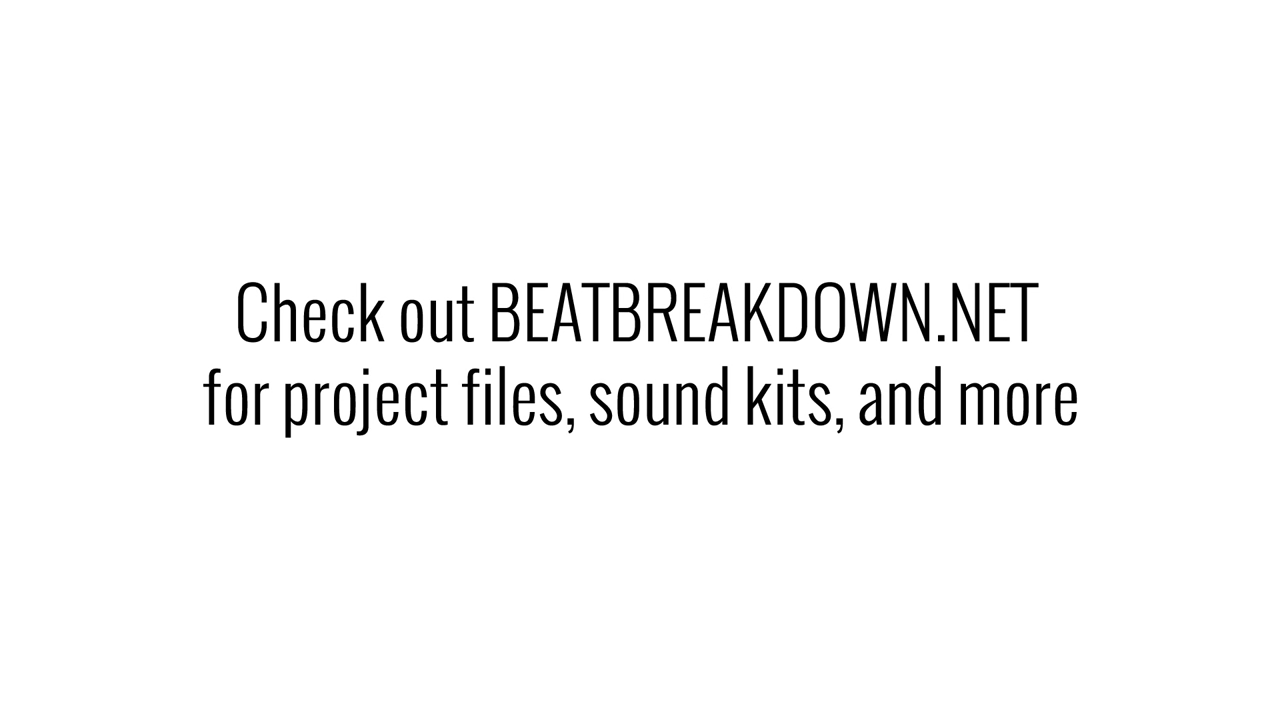 Check out BEATBREAKDOWN.NET
for project files, sound kits, and more